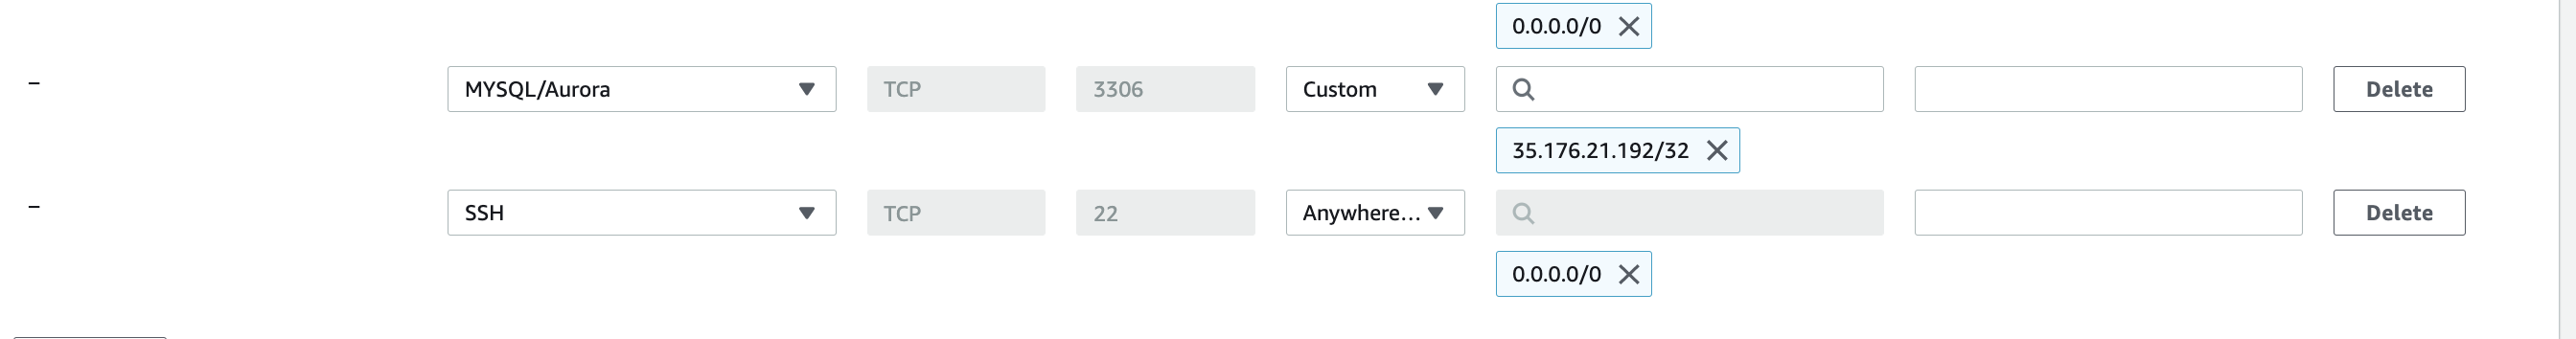 0.0.0.0/0
– MYSQL/Aurora TCP 3306 Custom Delete
35.176.21.192/32
– SSH TCP 22 Anywhere... Delete
0.0.0.0/0